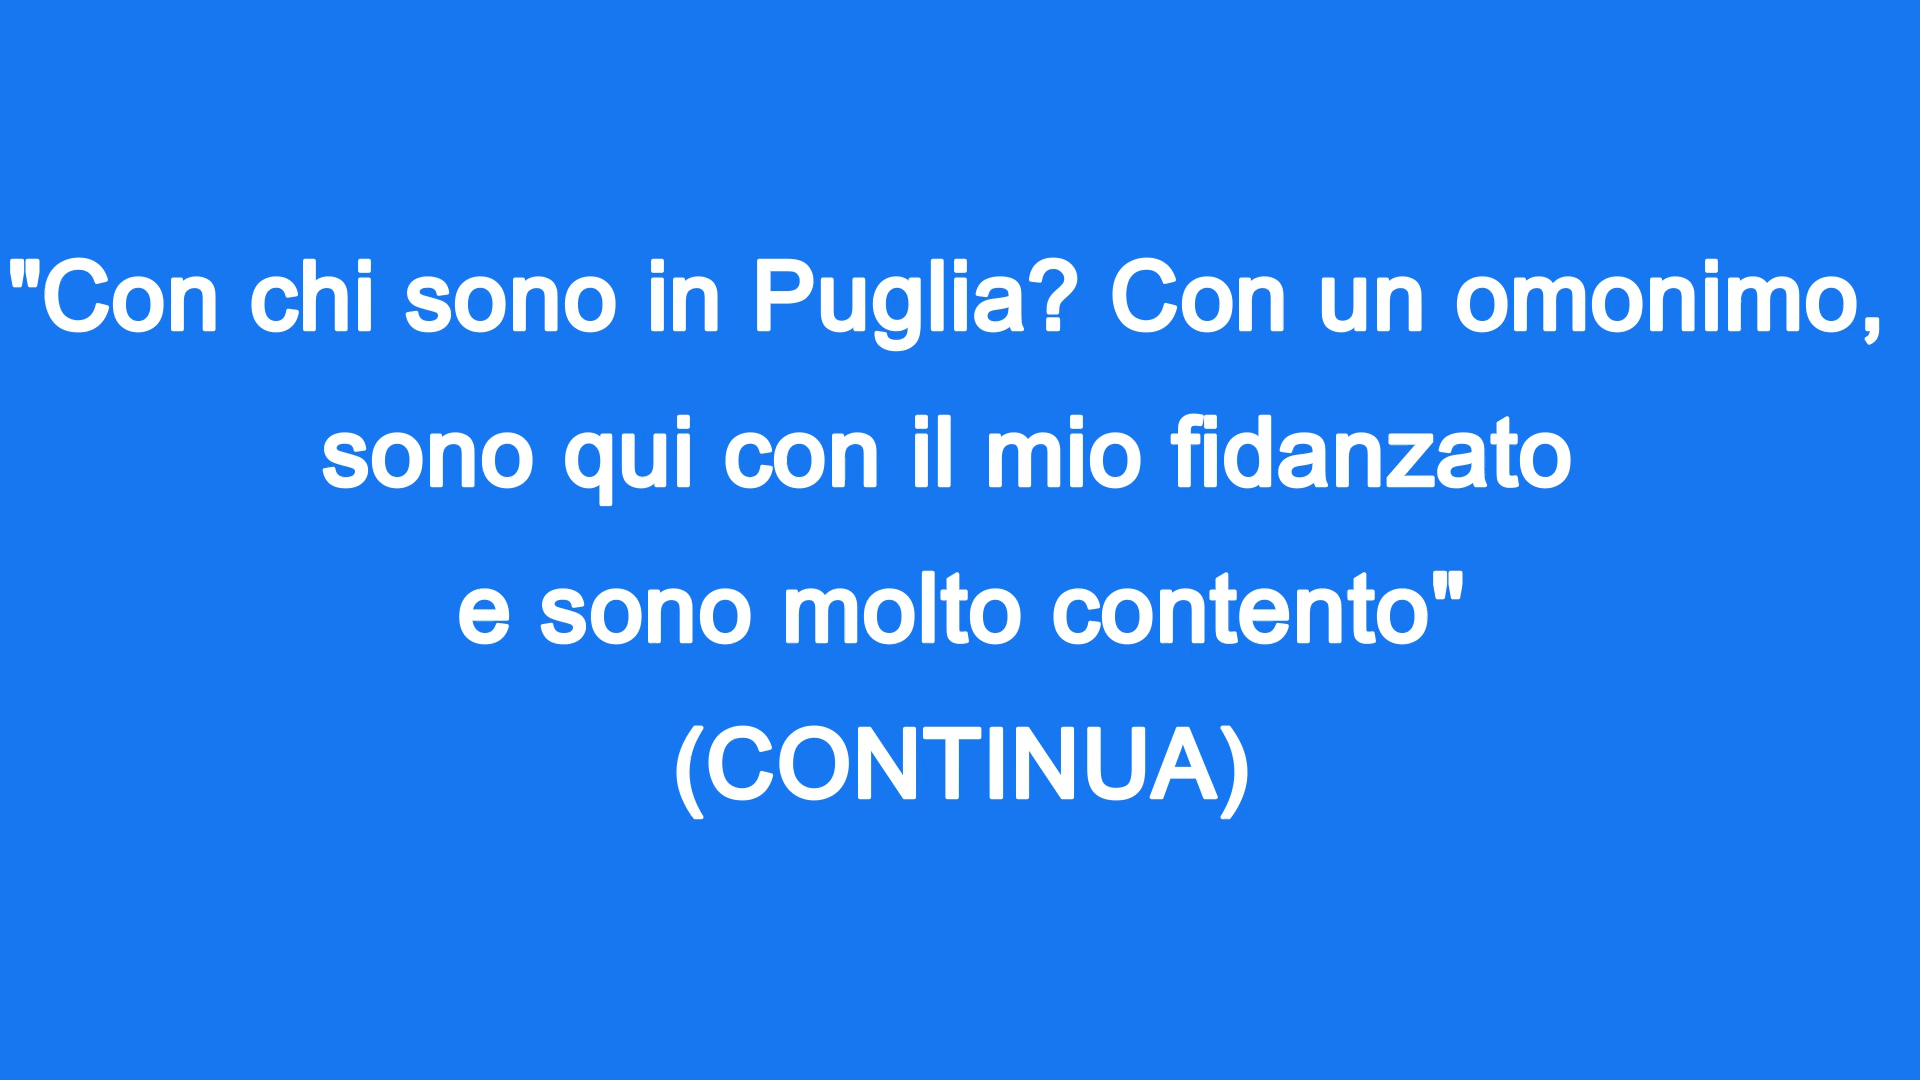 "Con chi sono in Puglia? Con un omonimo,
sono qui con il mio fidanzato
e sono molto contento"
(CONTINUA)